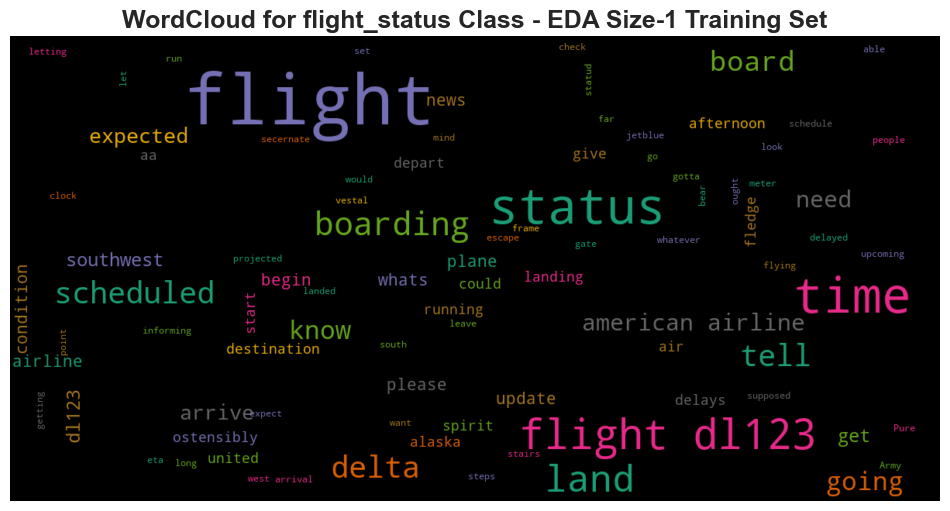 WordCloud for flight_status Class - EDA Size-1 Training Set
letting
run
let
set
flight
news
check
statud
board
able
expected
aa
secernate
mind
depart
far
jetblue
give
go
afternoon
schedule
look
people
clock
would
vestal
boarding
status
frame
escape
gotta
bear
ought
meter
fledge
need
gate
whatever
delayed
upcoming
southwest
projected
plane
condition
scheduled
begin
landed
whats
could
landing
flying
time
start
informing
point
know
running
leave
american airline
airline
destination
south
air
tell
please
getting
dl123
arrive
expect
update
delays
supposed
ostensibly
want
spirit
alaska
flight dl123
get
Pure
eta
long
united
west
arrival
delta
stairs
steps
land
Army
going